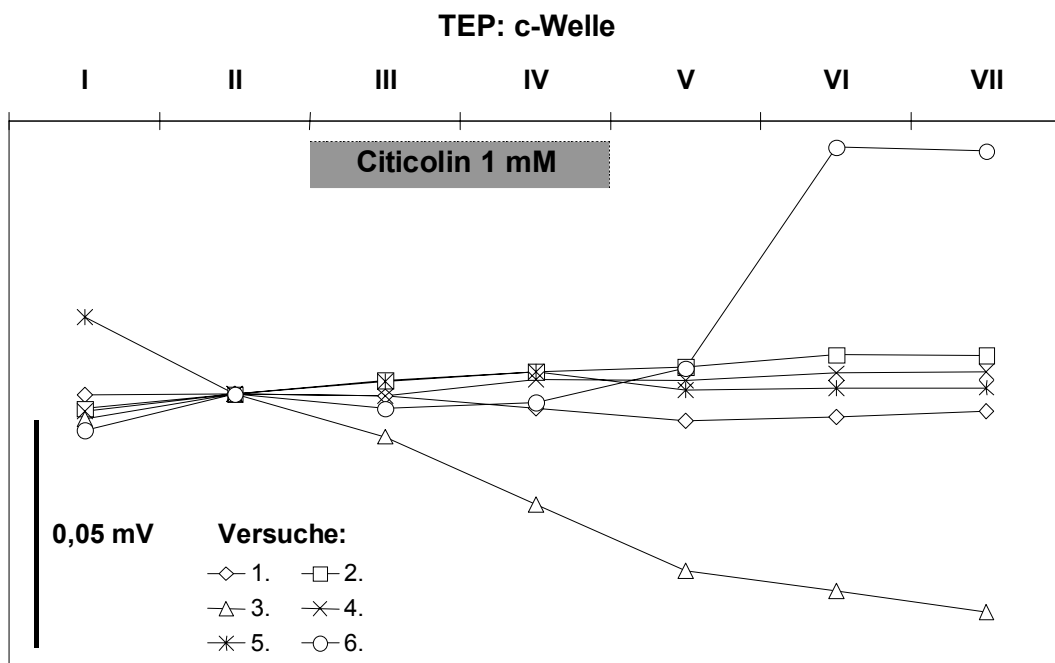 TEP: c-Welle
I II III IV V VI VII
Citicolin 1 mM
0,05 mV
Versuche:
1. 2.
3. 4.
5. 6.